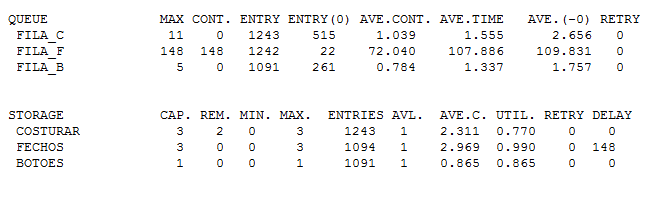 QUEUE MAX CONT. ENTRY ENTRY(0) AVE.CONT. AVE.TIME AVE.(-0) RETRY
FILA_C 11 0 1243 515 1.039 1.555 2.656 0
FILA_F 148 148 1242 22 72.040 107.886 109.831 0
FILA_B 5 0 1091 261 0.784 1.337 1.757 0
STORAGE CAP. REM. MIN. MAX. ENTRIES AVL. AVE.C. UTIL. RETRY DELAY
COSTURAR 3 2 0 3 1243 1 2.311 0.770 0 0
FECHOS 3 0 0 3 1094 1 2.969 0.990 0 148
BOTOES 1 0 0 1 1091 1 0.865 0.865 0 0